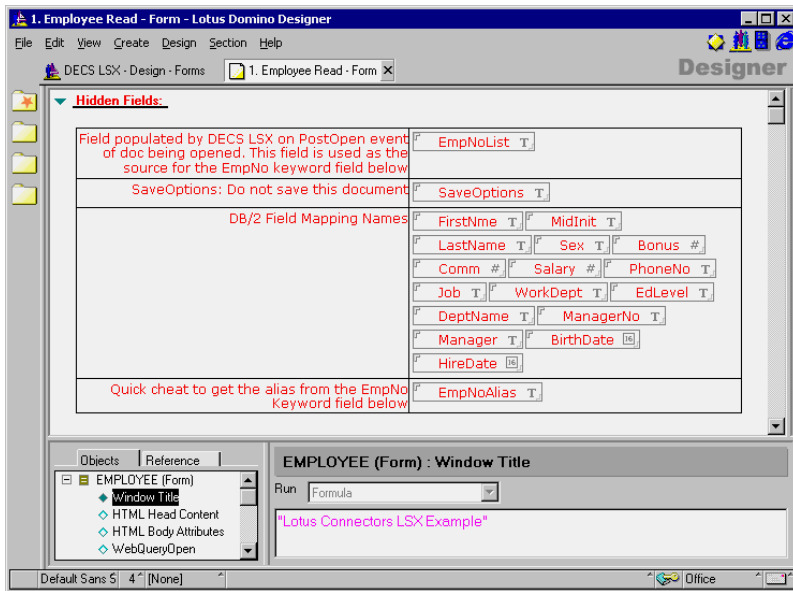 1. Employee Read - Form - Lotus Domino Designer
File Edit View Create Design Section Help
DECS LSX - Design - Forms 1. Employee Read - Form
Designer
Hidden Fields:
Field populated by DECS LSX on PostOpen event of doc being opened. This field is used as the source for the EmpNo keyword field below
EmpNoList T
SaveOptions: Do not save this document SaveOptions T
DB/2 Field Mapping Names FirstNme T MidInit T
LastName T Sex T Bonus #
Comm # Salary # PhoneNo T
Job T WorkDept T EdLevel T
DeptName T ManagerNo T
Manager T BirthDate 16
HireDate 16
Quick cheat to get the alias from the EmpNo Keyword field below
EmpNoAlias T
Objects Reference
EMPLOYEE (Form)
Window Title
HTML Head Content
HTML Body Attributes
WebQueryOpen
EMPLOYEE (Form) : Window Title
Run Formula
"Lotus Connectors LSX Example"
Default Sans S 4 [None] Office